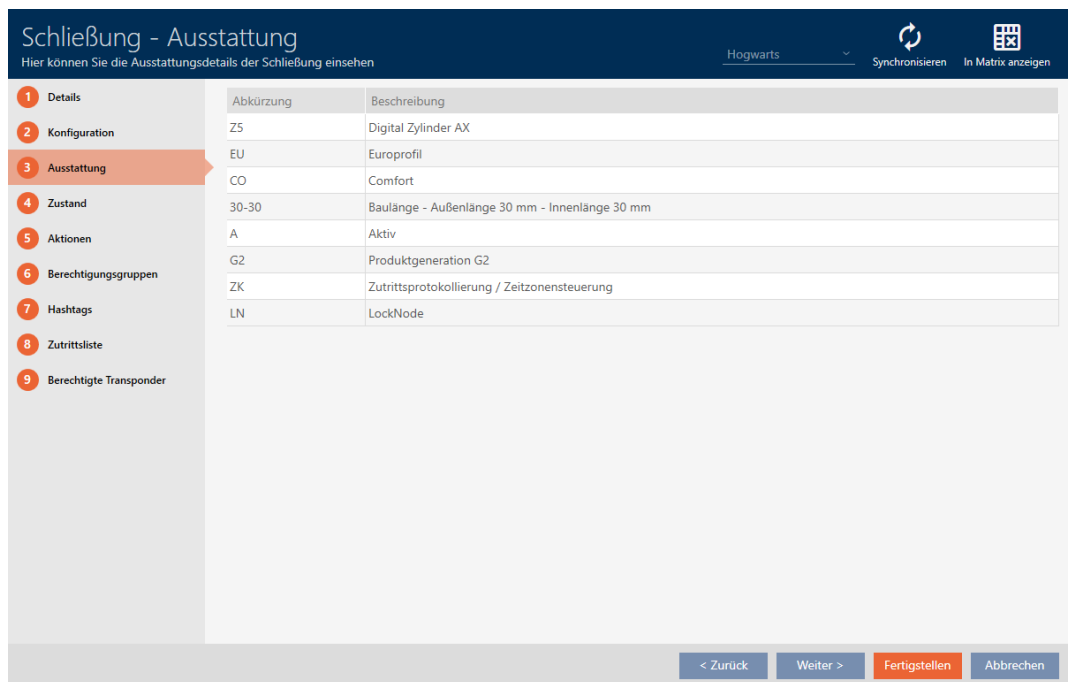 Schließung - Ausstattung
Hier können Sie die Ausstattungsdetails der Schließung einsehen
Hogwarts
Synchronisieren
In Matrix anzeigen
1 Details
2 Konfiguration
3 Ausstattung
4 Zustand
5 Aktionen
6 Berechtigungsgruppen
7 Hashtags
8 Zutrittsliste
9 Berechtigte Transponder
Abkürzung Beschreibung
Z5 Digital Zylinder AX
EU Europrofil
CO Comfort
30-30 Baulänge - Außenlänge 30 mm - Innenlänge 30 mm
A Aktiv
G2 Produktgeneration G2
ZK Zutrittsprotokollierung / Zeitzonensteuerung
LN LockNode
< Zurück
Weiter >
Fertigstellen
Abbrechen